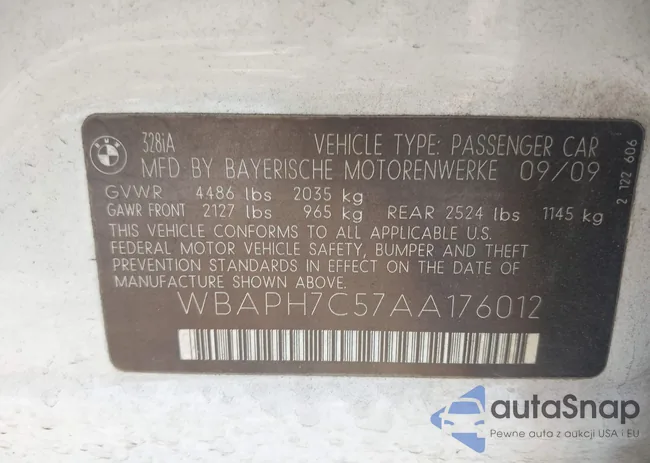 BMW
328iA
VEHICLE TYPE: PASSENGER CAR
MFD BY BAYERISCHE MOTORENWERKE 09/09
GVWR 4486 lbs 2035 kg
GAWR FRONT 2127 lbs 965 kg REAR 2524 lbs 1145 kg
THIS VEHICLE CONFORMS TO ALL APPLICABLE U.S.
FEDERAL MOTOR VEHICLE SAFETY, BUMPER AND THEFT
PREVENTION STANDARDS IN EFFECT ON THE DATE OF
MANUFACTURE SHOWN ABOVE.
WBAPH7C57AA176012
2 122 606
autoSnap
Pewne auta z aukcji USA i EU